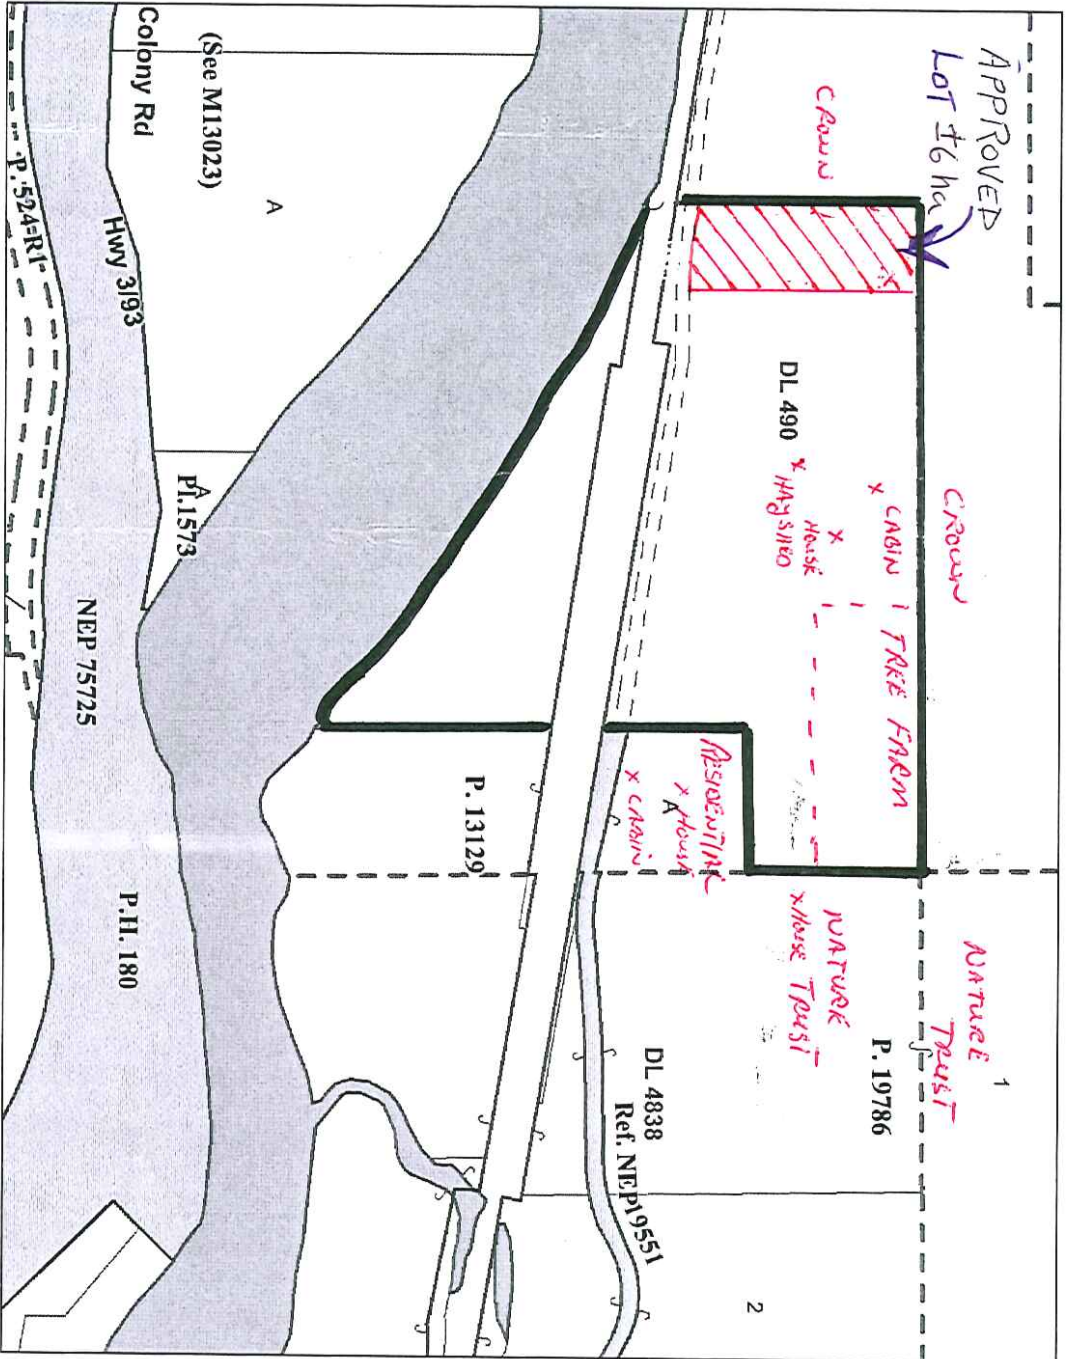 APPROVED
LOT ±6 ha
CROWN
CROWN
NATURE
TRUST
1
x CABIN
TREE FARM
x
HOUSE
DL 490
x HAYSHED
NATURE
x HOUSE TRUST
P. 19786
RESIDENTIAL
x HOUSE
A
x CABIN
DL 4838
Ref. NEP19551
2
P. 13129
(See M13023)
A
A
Pl.1573
Colony Rd
Hwy 3/93
P. 524=R1
NEP 75725
P.H. 180